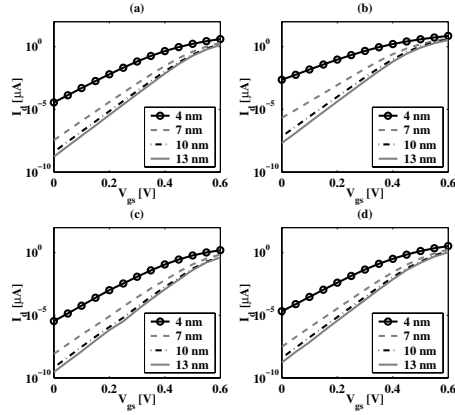 (a)
10^0
10^-5
10^-10
I_d [μA]
4 nm
7 nm
10 nm
13 nm
0
0.2
0.4
0.6
V_gs [V]
(b)
10^0
10^-5
10^-10
I_d [μA]
4 nm
7 nm
10 nm
13 nm
0
0.2
0.4
0.6
V_gs [V]
(c)
10^0
10^-5
10^-10
I_d [μA]
4 nm
7 nm
10 nm
13 nm
0
0.2
0.4
0.6
V_gs [V]
(d)
10^0
10^-5
10^-10
I_d [μA]
4 nm
7 nm
10 nm
13 nm
0
0.2
0.4
0.6
V_gs [V]